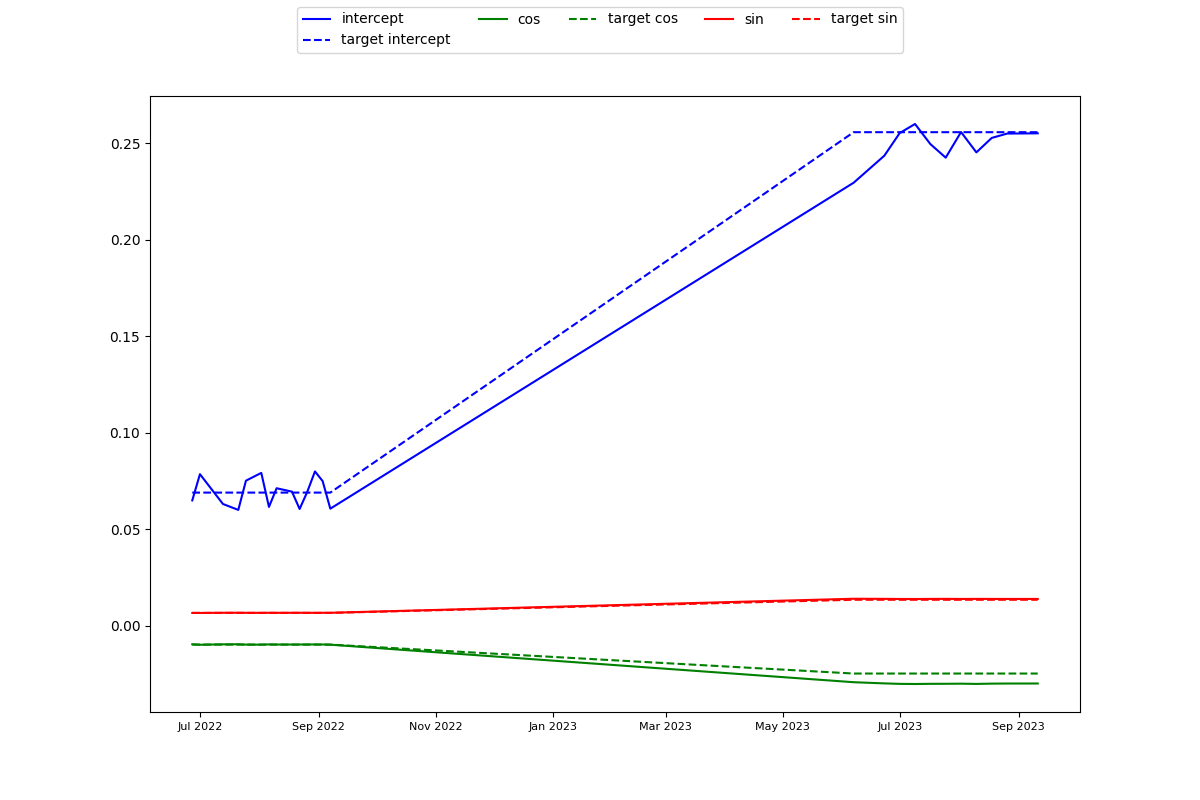 intercept cos target cos sin target sin
target intercept
0.25
0.20
0.15
0.10
0.05
0.00
Jul 2022 Sep 2022 Nov 2022 Jan 2023 Mar 2023 May 2023 Jul 2023 Sep 2023